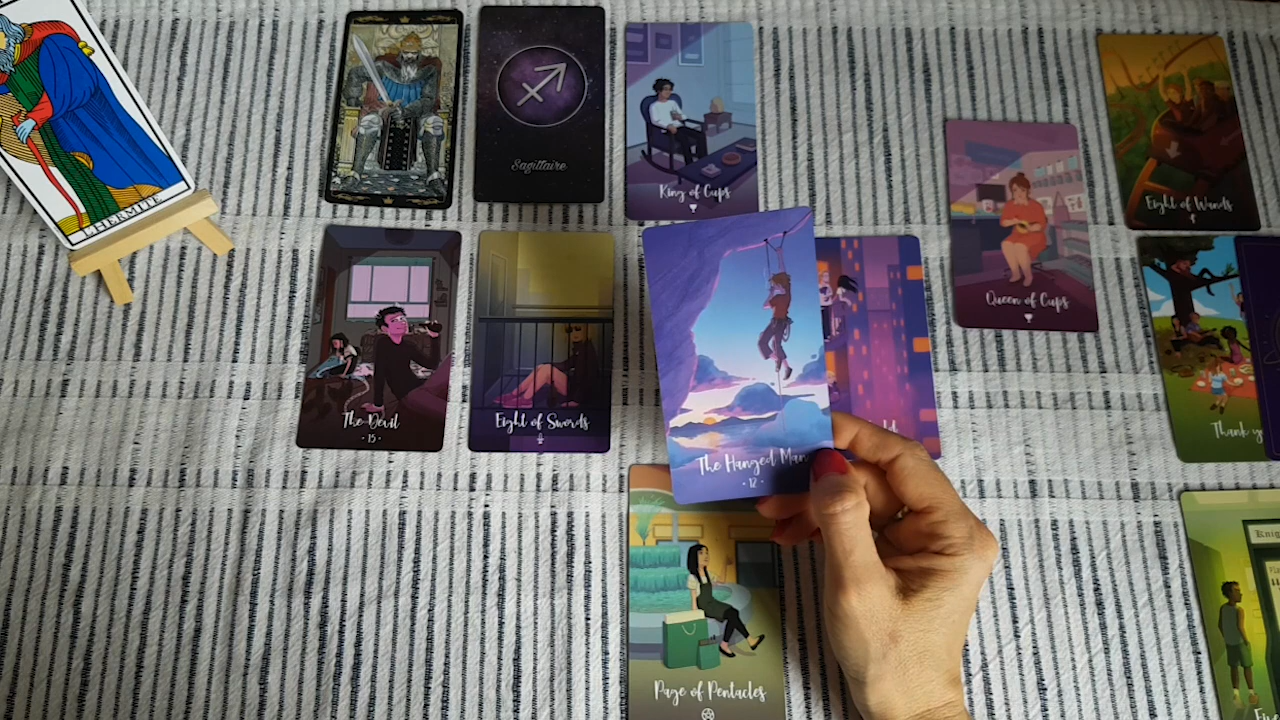 L'HERMITE
Sagittaire
King of Cups
Queen of Cups
Eight of Wands
The Devil
- 15 -
Eight of Swords
The Hanged Man
- 12 -
Thank
Page of Pentacles